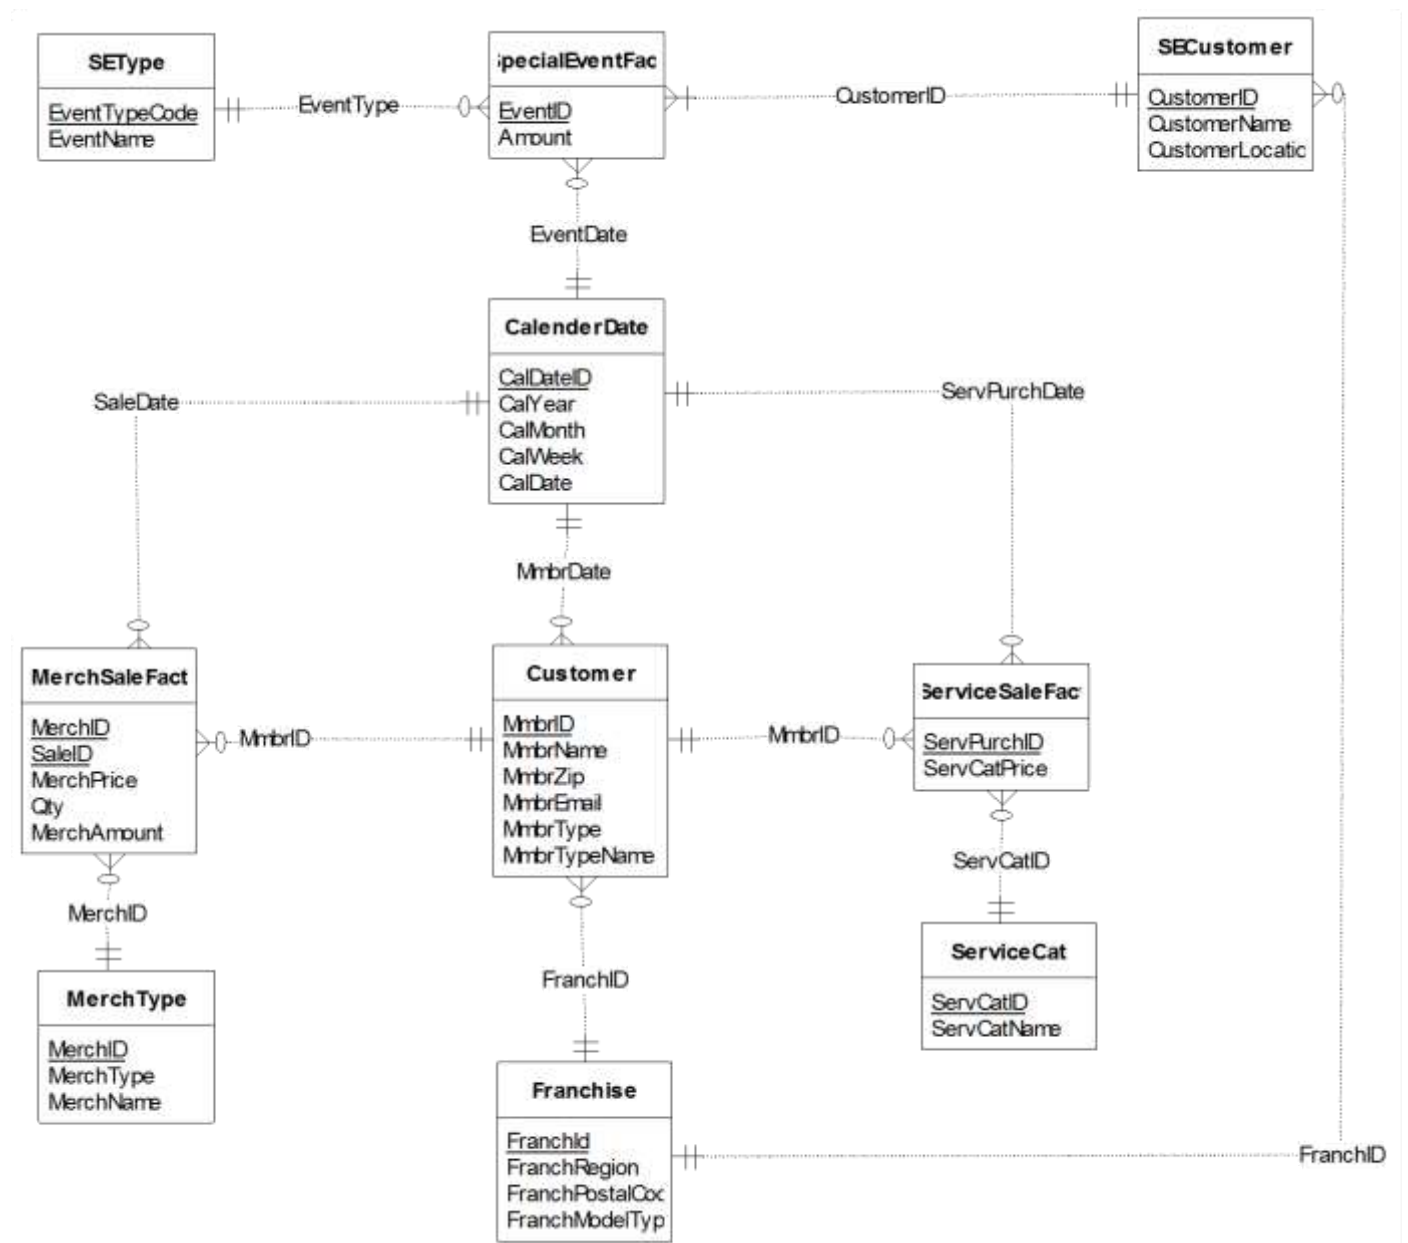 SEType
EventTypeCode
EventName
EventType
SpecialEventFac
EventID
Amount
CustomerID
SECustomer
CustomerID
CustomerName
CustomerLocatio
EventDate
CalenderDate
CalDateID
CalYear
CalMonth
CalWeek
CalDate
SaleDate
ServPurchDate
MmbrDate
MerchSaleFact
MerchID
SaleID
MerchPrice
Qty
MerchAmount
MmbrID
Customer
MmbrID
MmbrName
MmbrZip
MmbrEmail
MmbrType
MmbrTypeName
MmbrID
ServiceSaleFac
ServPurchID
ServCatPrice
MerchID
ServCatID
MerchType
MerchID
MerchType
MerchName
FranchID
ServiceCat
ServCatID
ServCatName
Franchise
FranchId
FranchRegion
FranchPostalCoc
FranchModelTyp
FranchID